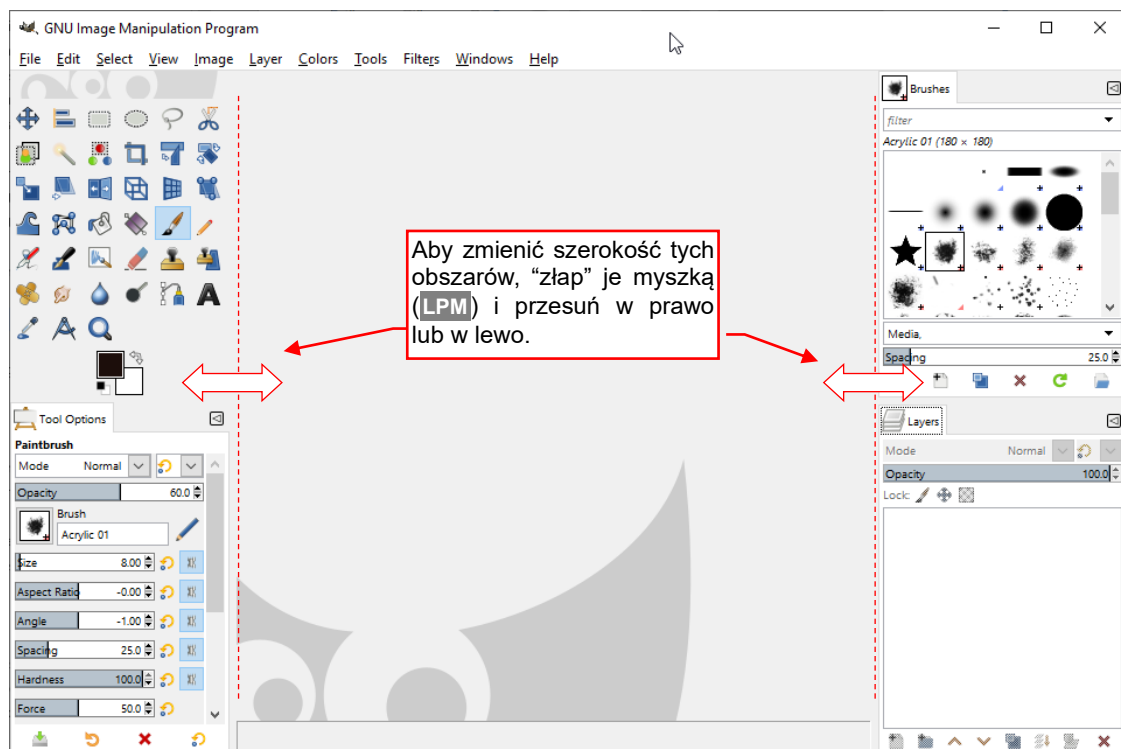 GNU Image Manipulation Program
File Edit Select View Image Layer Colors Tools Filters Windows Help
Brushes
filter
Acrylic 01 (180 × 180)
Aby zmienić szerokość tych
obszarów, “złap” je myszką
(LPM) i przesuń w prawo
lub w lewo.
Media,
Spacing 25.0
Tool Options
Paintbrush
Mode Normal
Opacity 60.0
Brush
Acrylic 01
Size 8.00
Aspect Ratio -0.00
Angle -1.00
Spacing 25.0
Hardness 100.0
Force 50.0
Layers
Mode Normal
Opacity 100.0
Lock: